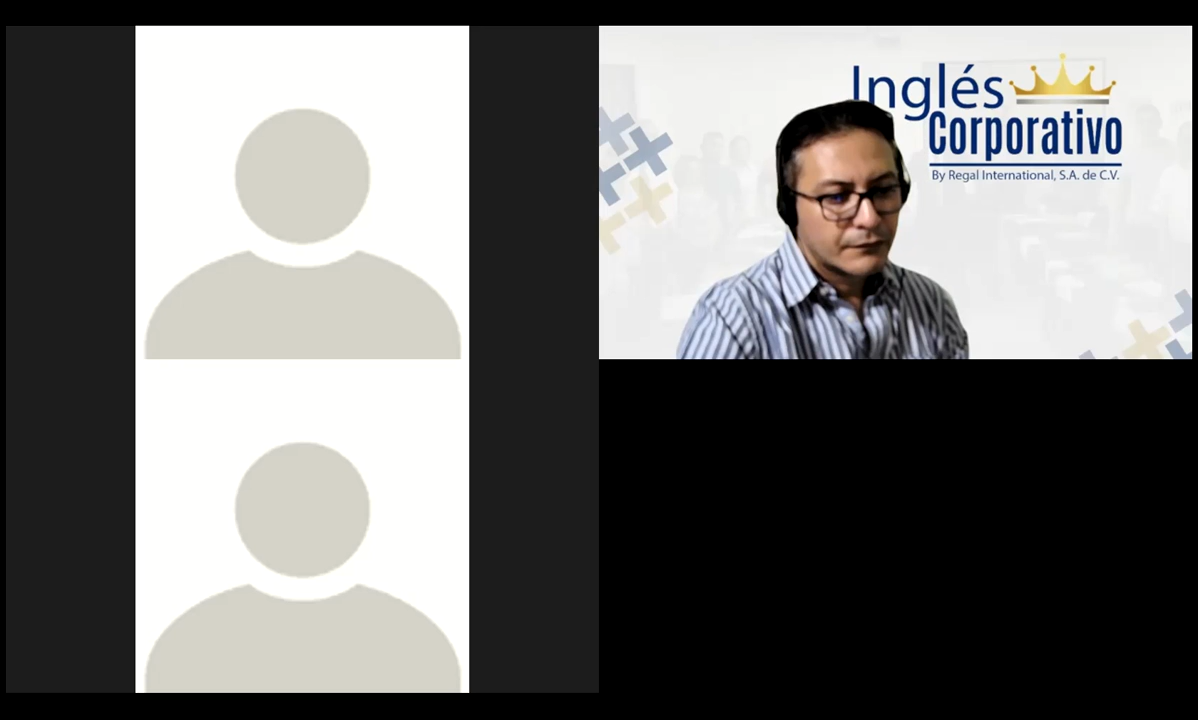 Inglés
Corporativo
By Regal International, S.A. de C.V.